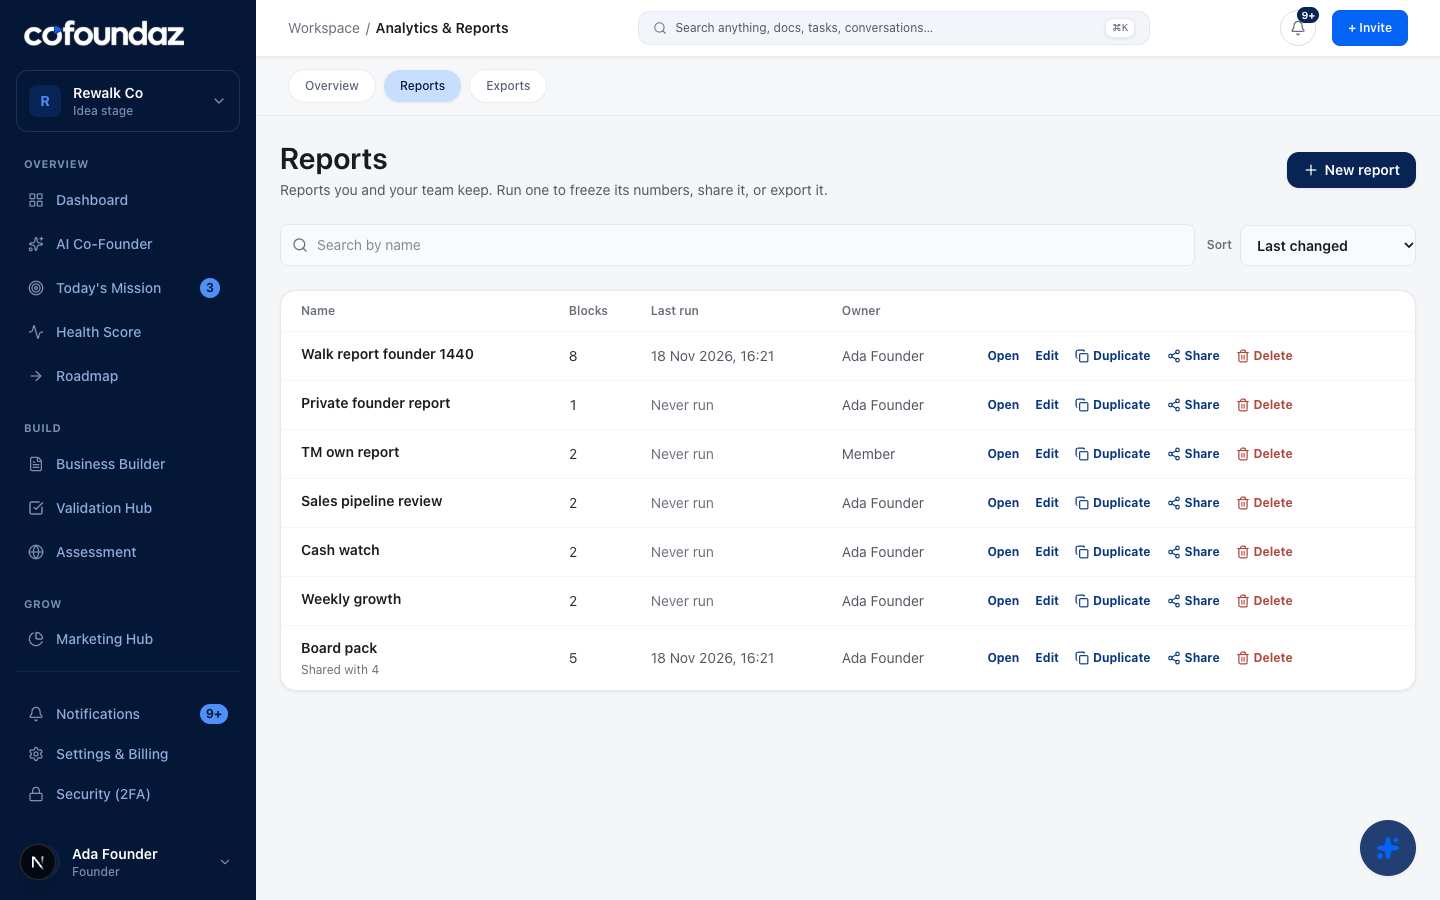 cofoundaz
R
Rewalk Co
Idea stage
OVERVIEW
Dashboard
AI Co-Founder
Today's Mission 3
Health Score
Roadmap
BUILD
Business Builder
Validation Hub
Assessment
GROW
Marketing Hub
Notifications 9+
Settings & Billing
Security (2FA)
N
Ada Founder
Founder
Workspace / Analytics & Reports
Search anything, docs, tasks, conversations... ⌘K
9+
+ Invite
Overview Reports Exports
Reports
Reports you and your team keep. Run one to freeze its numbers, share it, or export it.
+ New report
Search by name
Sort Last changed
Name Blocks Last run Owner
Walk report founder 1440 8 18 Nov 2026, 16:21 Ada Founder Open Edit Duplicate Share Delete
Private founder report 1 Never run Ada Founder Open Edit Duplicate Share Delete
TM own report 2 Never run Member Open Edit Duplicate Share Delete
Sales pipeline review 2 Never run Ada Founder Open Edit Duplicate Share Delete
Cash watch 2 Never run Ada Founder Open Edit Duplicate Share Delete
Weekly growth 2 Never run Ada Founder Open Edit Duplicate Share Delete
Board pack 5 18 Nov 2026, 16:21 Ada Founder Open Edit Duplicate Share Delete
Shared with 4